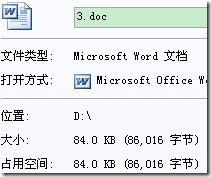 3.doc
文件类型: Microsoft Word 文档
打开方式: Microsoft Office
位置: D:\
大小: 84.0 KB (86,016 字节)
占用空间: 84.0 KB (86,016 字节)